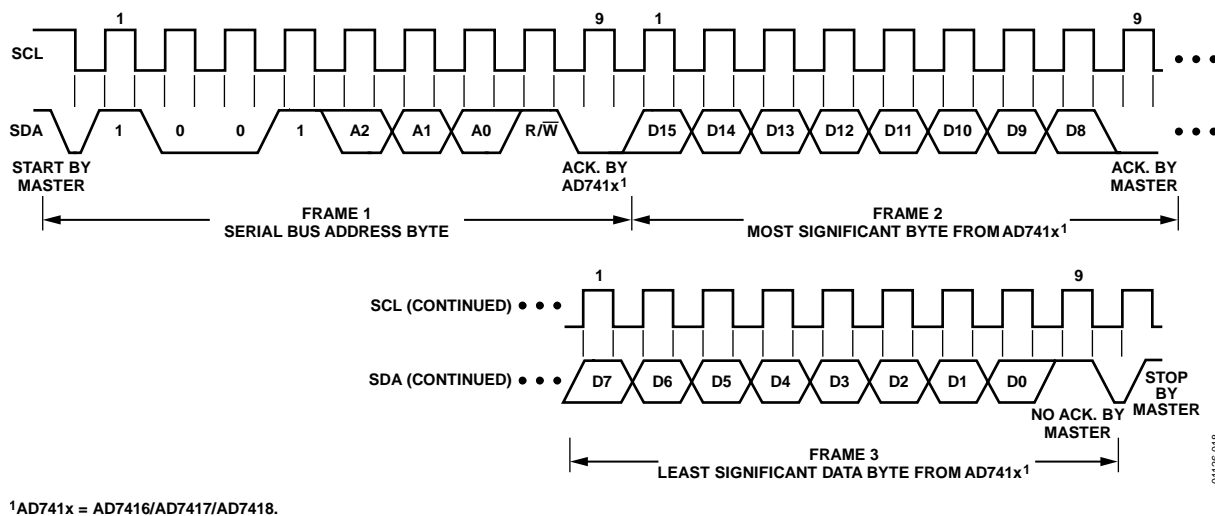 1 9 1 9
SCL
SDA 1 0 0 1 A2 A1 A0 R/W̅ D15 D14 D13 D12 D11 D10 D9 D8
START BY MASTER
ACK. BY AD741x¹
ACK. BY MASTER
FRAME 1
SERIAL BUS ADDRESS BYTE
FRAME 2
MOST SIGNIFICANT BYTE FROM AD741x¹
1 9
SCL (CONTINUED)
SDA (CONTINUED) D7 D6 D5 D4 D3 D2 D1 D0
NO ACK. BY MASTER
STOP BY MASTER
FRAME 3
LEAST SIGNIFICANT DATA BYTE FROM AD741x¹
¹AD741x = AD7416/AD7417/AD7418.